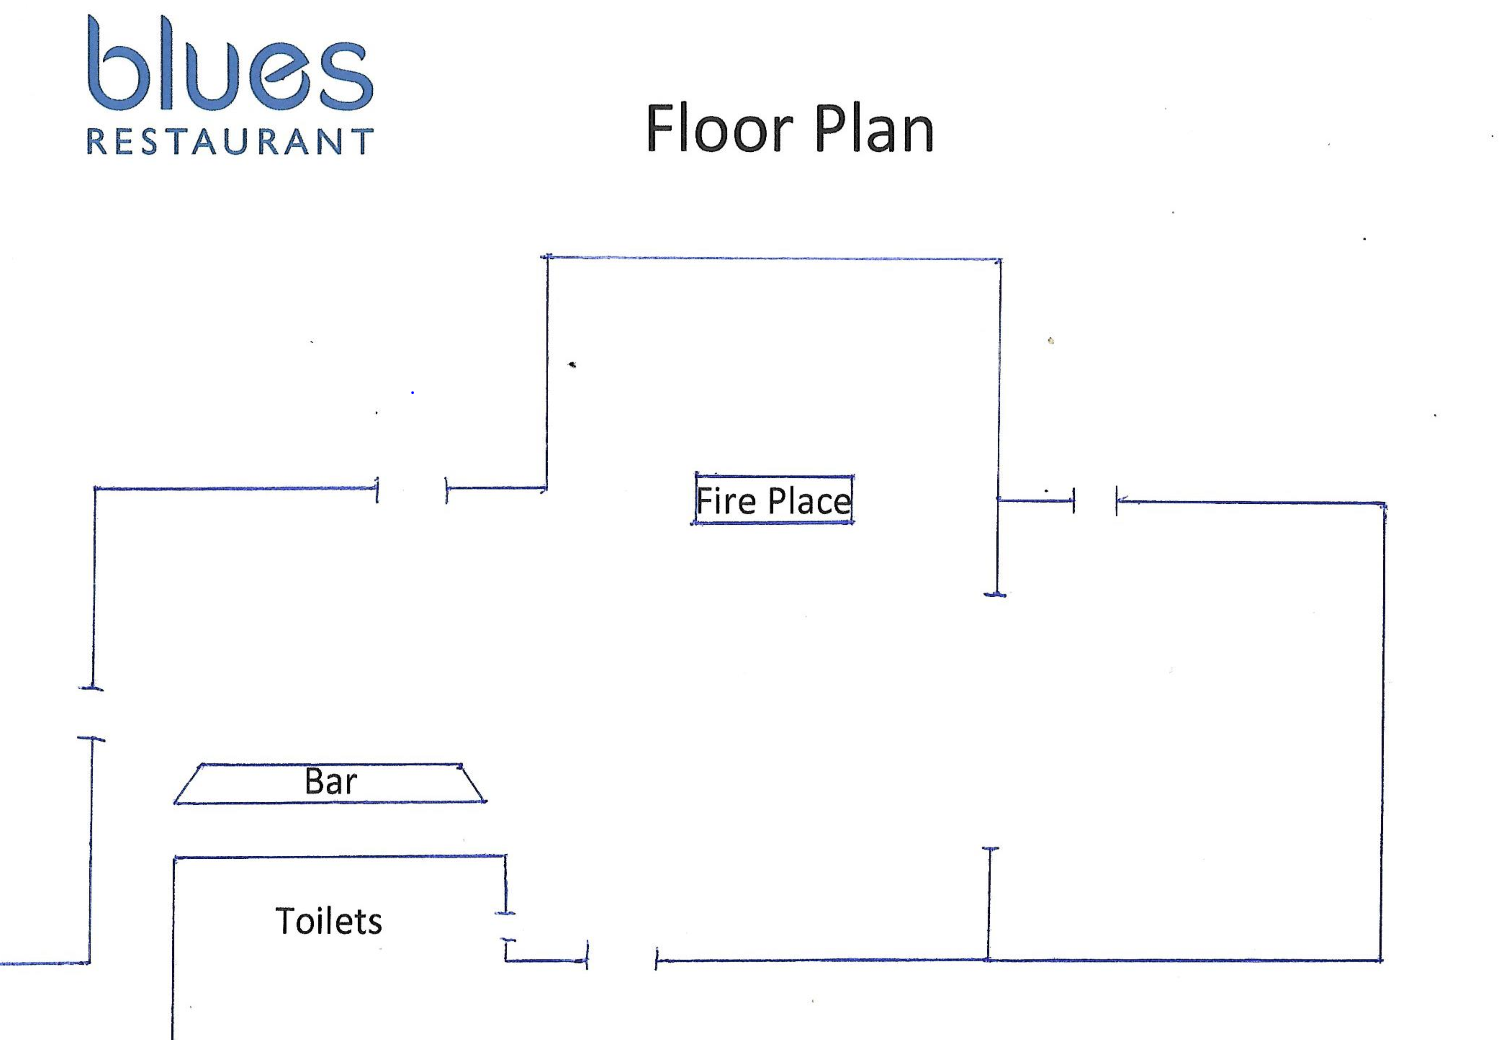 blues
RESTAURANT
Floor Plan
Fire Place
Bar
Toilets